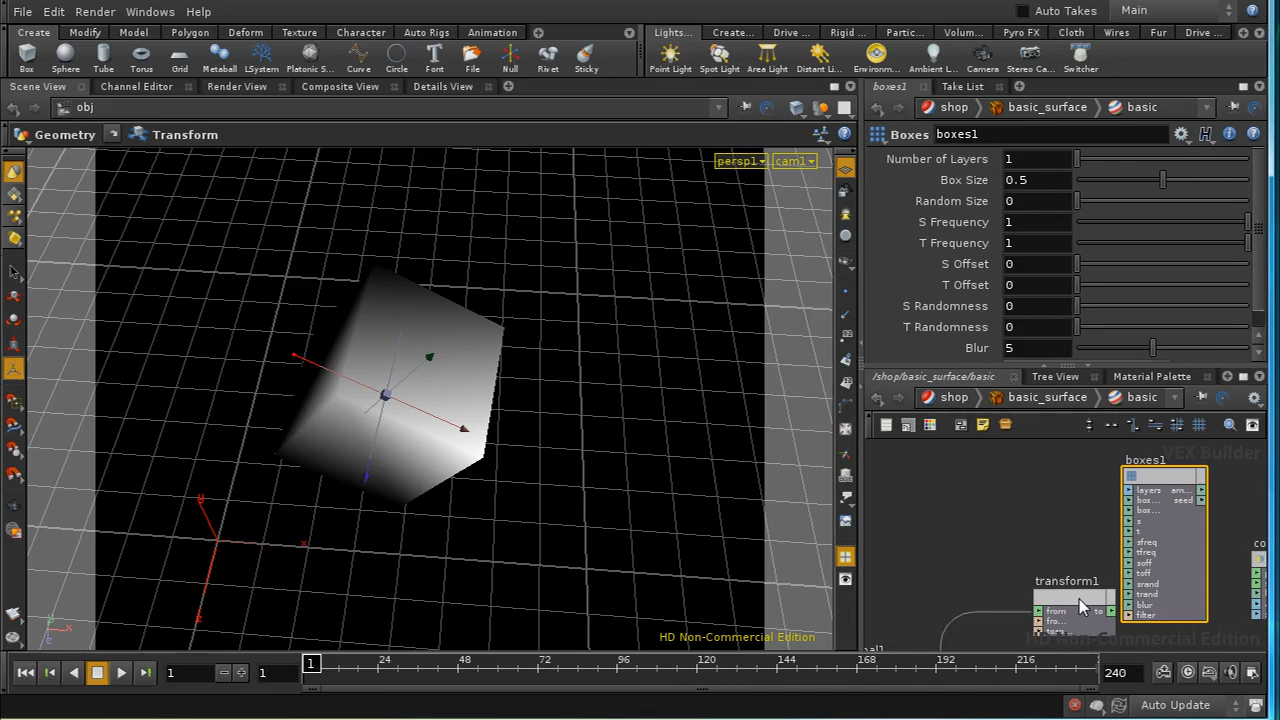 File Edit Render Windows Help
Auto Takes Main
Create Modify Model Polygon Deform Texture Character Auto Rigs Animation
Lights... Create... Drive ... Rigid ... Partic... Volum... Pyro FX Cloth Wires Fur Drive ...
Box Sphere Tube Torus Grid Metaball LSystem Platonic S... Curve Circle Font File Null Rivet Sticky
Point Light Spot Light Area Light Distant Li... Environm... Ambient L... Camera Stereo Ca... Switcher
Scene View Channel Editor Render View Composite View Details View
boxes1 Take List
obj
shop basic_surface basic
Geometry Transform
Boxes boxes1
persp1 cam1
Number of Layers 1
Box Size 0.5
Random Size 0
S Frequency 1
T Frequency 1
S Offset 0
T Offset 0
S Randomness 0
T Randomness 0
Blur 5
/shop/basic_surface/basic Tree View Material Palette
shop basic_surface basic
VEX Builder
boxes1
layers am...
box... seed
box...
s
t
sfreq
tfreq
soff
toff
srand
trand
blur
filter
co
transform1
from to
fro...
y
x
z
x
z
HD Non-Commercial Edition
HD Non-Commercial Edition
1 1
1 24 48 72 96 120 144 168 192 216
240
Auto Update